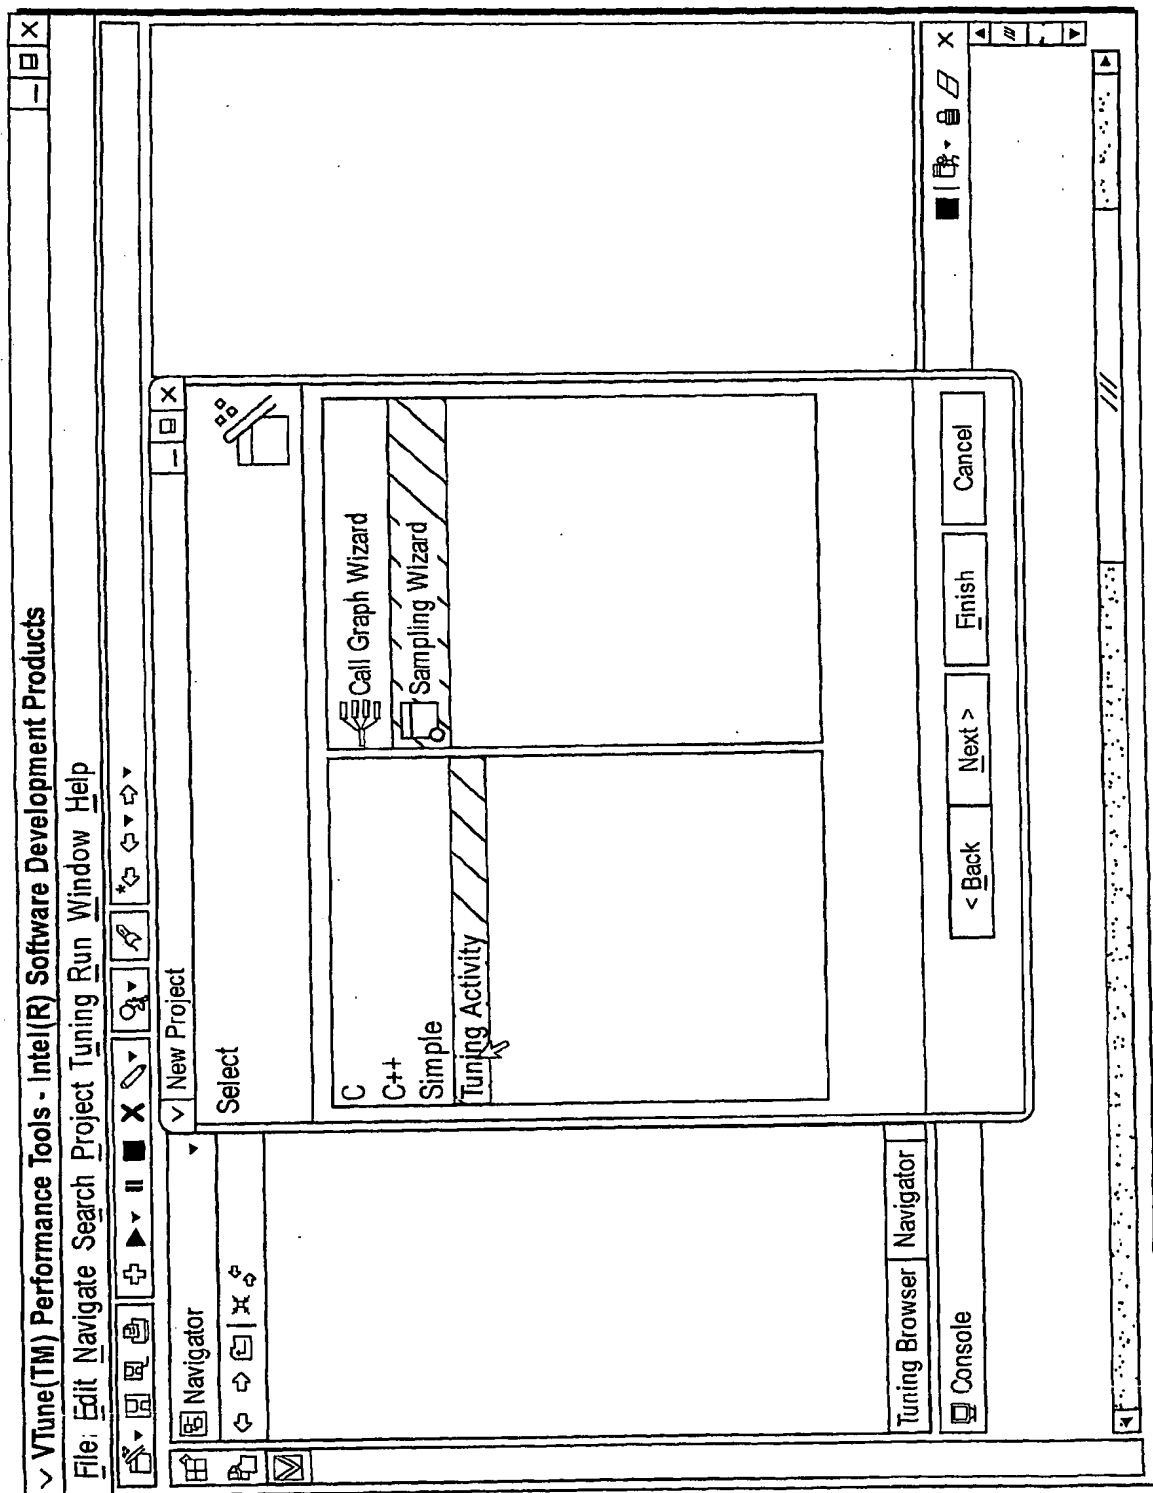 VTune(TM) Performance Tools - Intel(R) Software Development Products
File Edit Navigate Search Project Tuning Run Window Help
Navigator
New Project
Select
C
C++
Simple
Tuning Activity
Call Graph Wizard
Sampling Wizard
< Back Next > Finish Cancel
Tuning Browser Navigator
Console